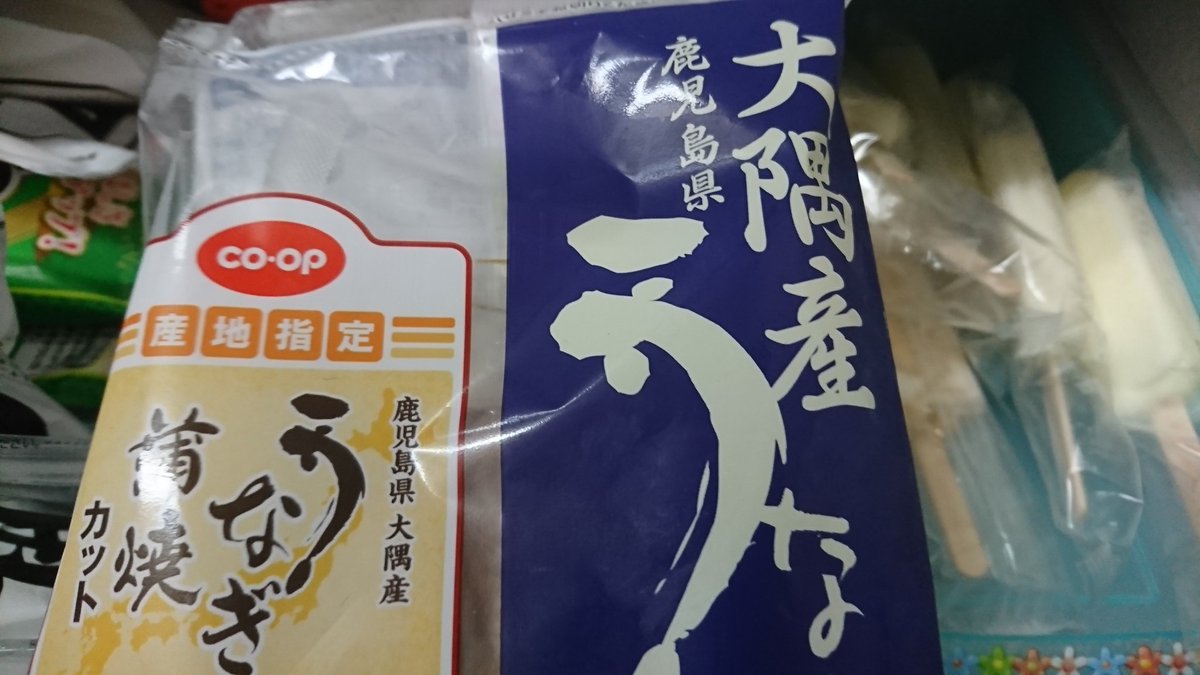 大隅産
鹿児島県
うな
CO·OP
産地指定
鹿児島県 大隅産
うなぎ
蒲焼
カット